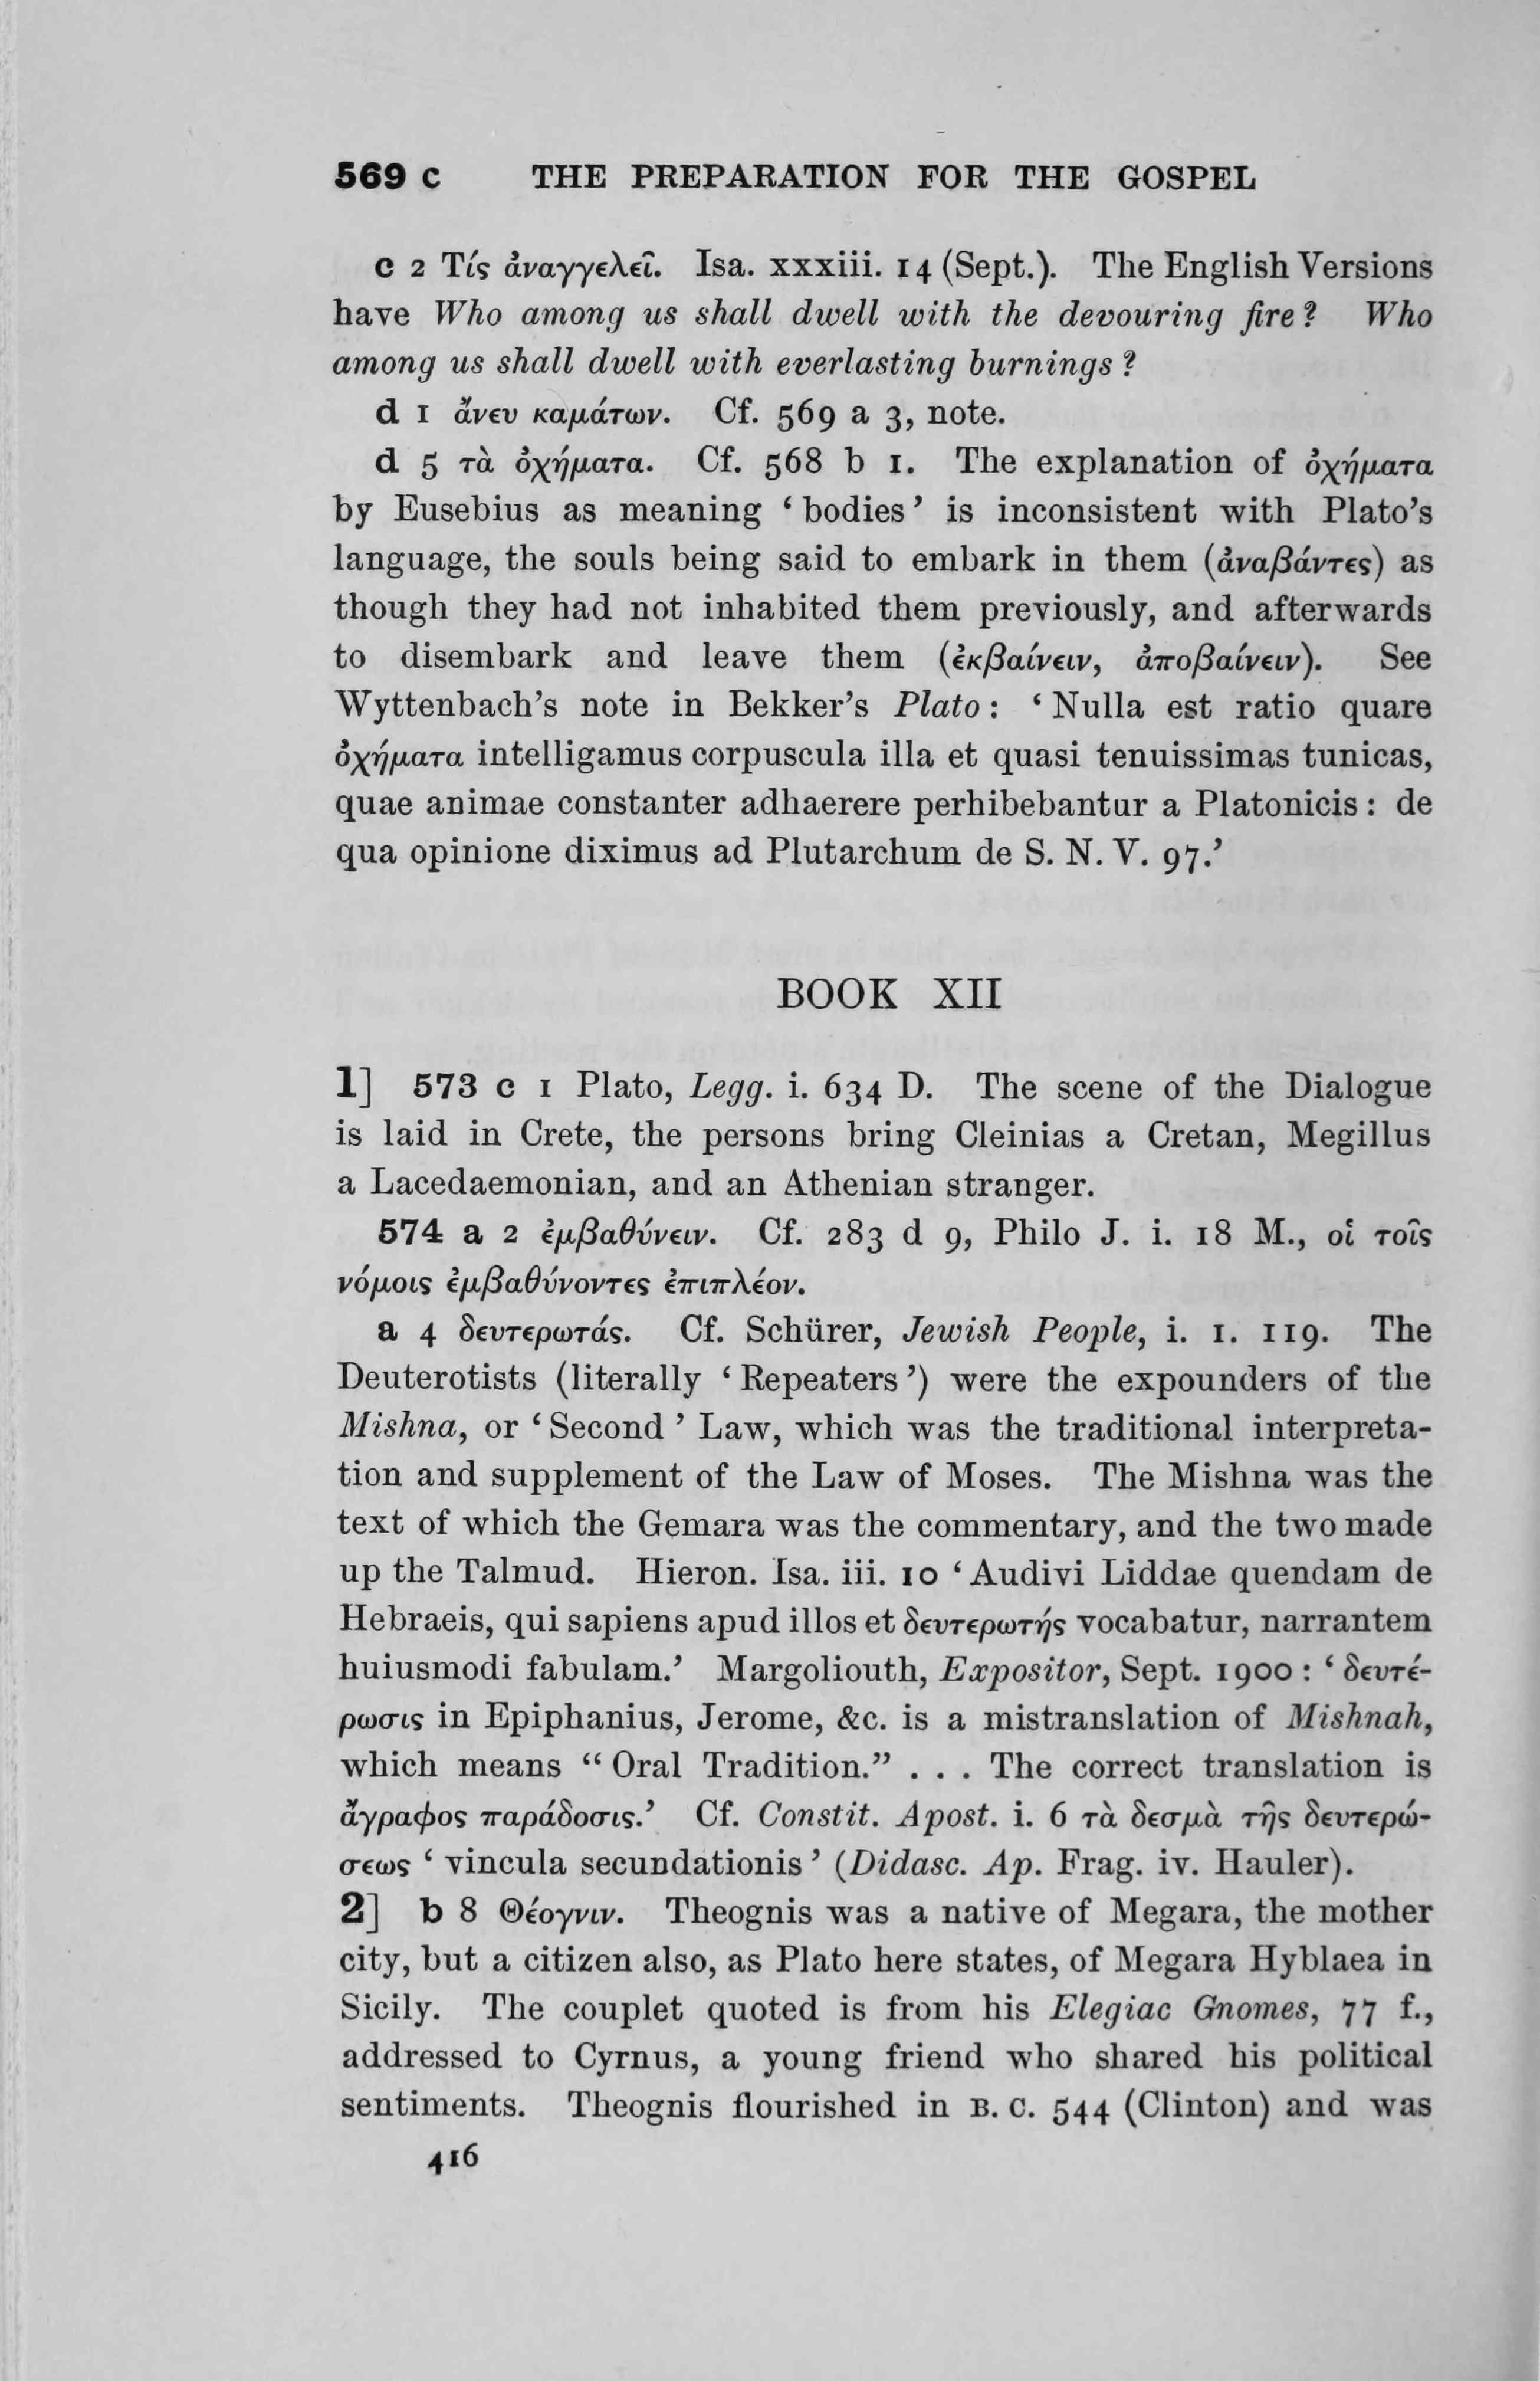 569 c THE PREPARATION FOR THE GOSPEL
c 2 Τίς ἀναγγελεῖ. Isa. xxxiii. 14 (Sept.). The English Versions
have Who among us shall dwell with the devouring fire? Who
among us shall dwell with everlasting burnings?
d 1 ἄνευ καμάτων. Cf. 569 a 3, note.
d 5 τὰ ὀχήματα. Cf. 568 b 1. The explanation of ὀχήματα
by Eusebius as meaning ‘bodies’ is inconsistent with Plato’s
language, the souls being said to embark in them (ἀναβάντες) as
though they had not inhabited them previously, and afterwards
to disembark and leave them (ἐκβαίνειν, ἀποβαίνειν). See
Wyttenbach’s note in Bekker’s Plato: ‘Nulla est ratio quare
ὀχήματα intelligamus corpuscula illa et quasi tenuissimas tunicas,
quae animae constanter adhaerere perhibebantur a Platonicis: de
qua opinione diximus ad Plutarchum de S. N. V. 97.’
BOOK XII
1] 573 c 1 Plato, Legg. i. 634 D. The scene of the Dialogue
is laid in Crete, the persons bring Cleinias a Cretan, Megillus
a Lacedaemonian, and an Athenian stranger.
574 a 2 ἐμβαθύνειν. Cf. 283 d 9, Philo J. i. 18 M., οἱ τοῖς
νόμοις ἐμβαθύνοντες ἐπιπλέον.
a 4 δευτερωτάς. Cf. Schürer, Jewish People, i. 1. 119. The
Deuterotists (literally ‘Repeaters’) were the expounders of the
Mishna, or ‘Second’ Law, which was the traditional interpreta-
tion and supplement of the Law of Moses. The Mishna was the
text of which the Gemara was the commentary, and the two made
up the Talmud. Hieron. Isa. iii. 10 ‘Audivi Liddae quendam de
Hebraeis, qui sapiens apud illos et δευτερωτής vocabatur, narrantem
huiusmodi fabulam.’ Margoliouth, Expositor, Sept. 1900: ‘δευτέ-
ρωσις in Epiphanius, Jerome, &c. is a mistranslation of Mishnah,
which means “Oral Tradition.” . . . The correct translation is
ἄγραφος παράδοσις.’ Cf. Constit. Apost. i. 6 τὰ δεσμὰ τῆς δευτερώ-
σεως ‘vincula secundationis’ (Didasc. Ap. Frag. iv. Hauler).
2] b 8 Θέογνιν. Theognis was a native of Megara, the mother
city, but a citizen also, as Plato here states, of Megara Hyblaea in
Sicily. The couplet quoted is from his Elegiac Gnomes, 77 f.,
addressed to Cyrnus, a young friend who shared his political
sentiments. Theognis flourished in B. C. 544 (Clinton) and was
416